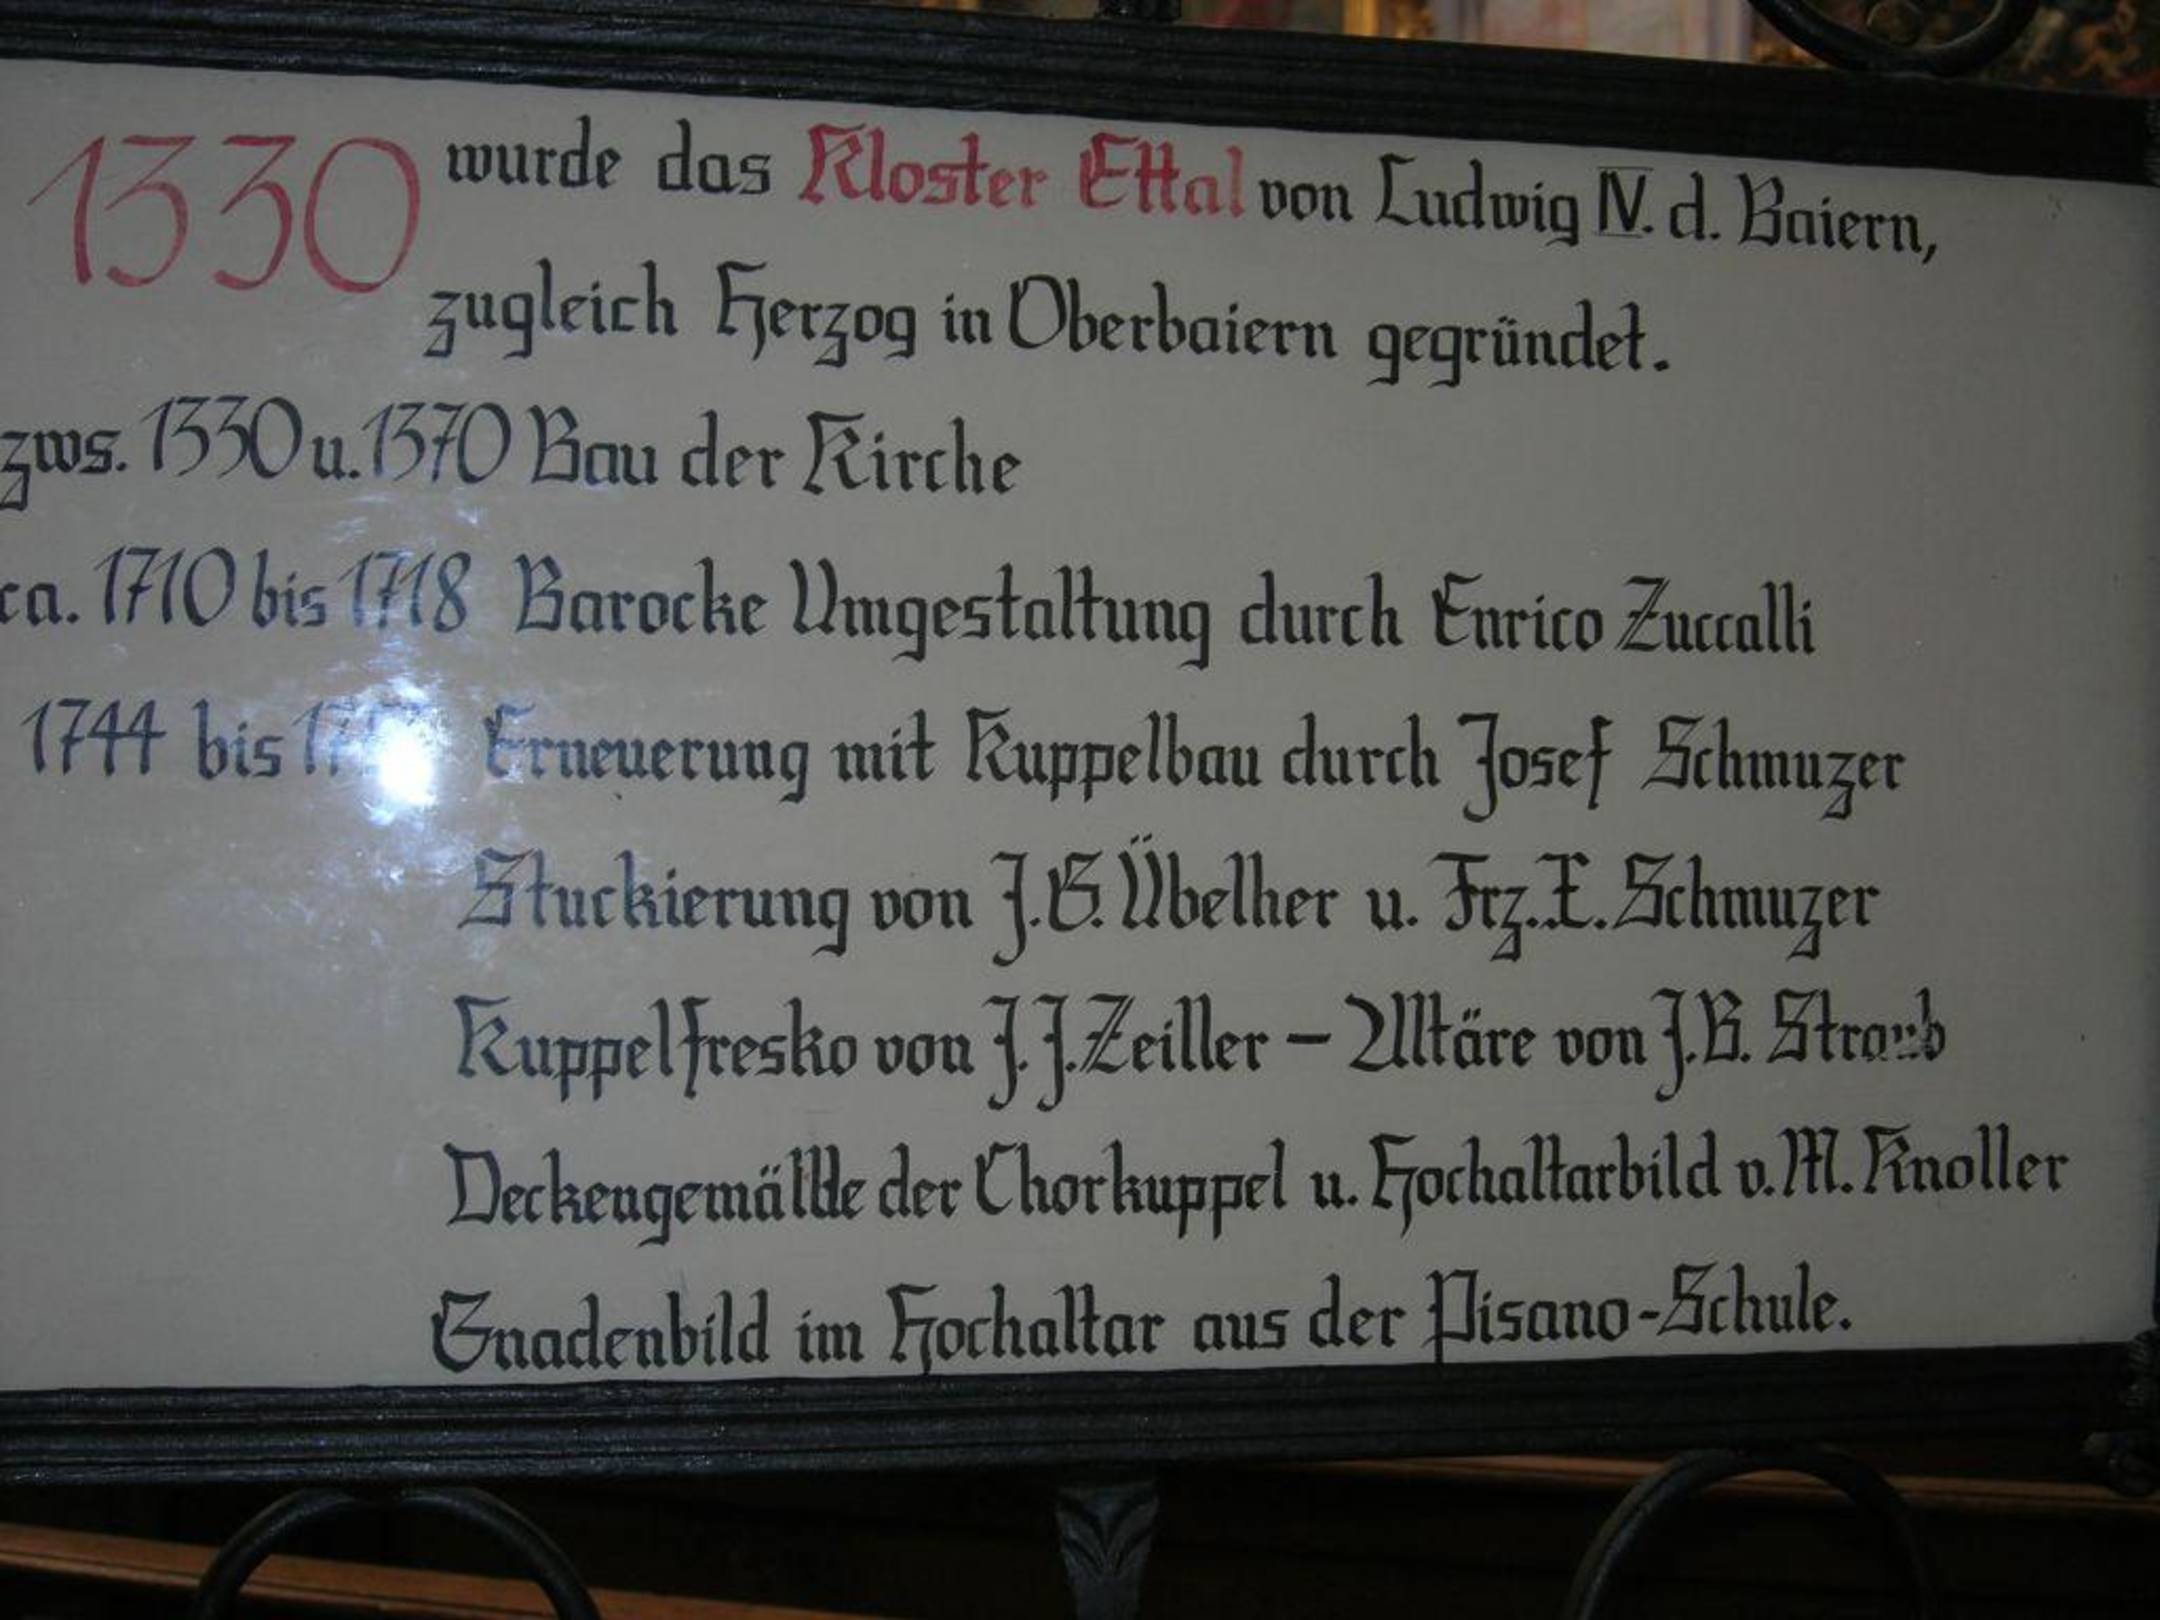 1330 wurde das Kloster Ettal von Ludwig IV. d. Baiern,
zugleich Herzog in Oberbaiern gegründet.
zws. 1330 u. 1370 Bau der Kirche
ca. 1710 bis 1718 Barocke Umgestaltung durch Enrico Zuccalli
1744 bis Erneuerung mit Kuppelbau durch Josef Schmuzer
Stuckierung von J.G. Übelher u. Frz. X. Schmuzer
Kuppelfresko von J.J. Zeiller – Altäre von J.B. Straub
Deckengemälde der Chorkuppel u. Hochaltarbild v. M. Knoller
Gnadenbild im Hochaltar aus der Pisano-Schule.